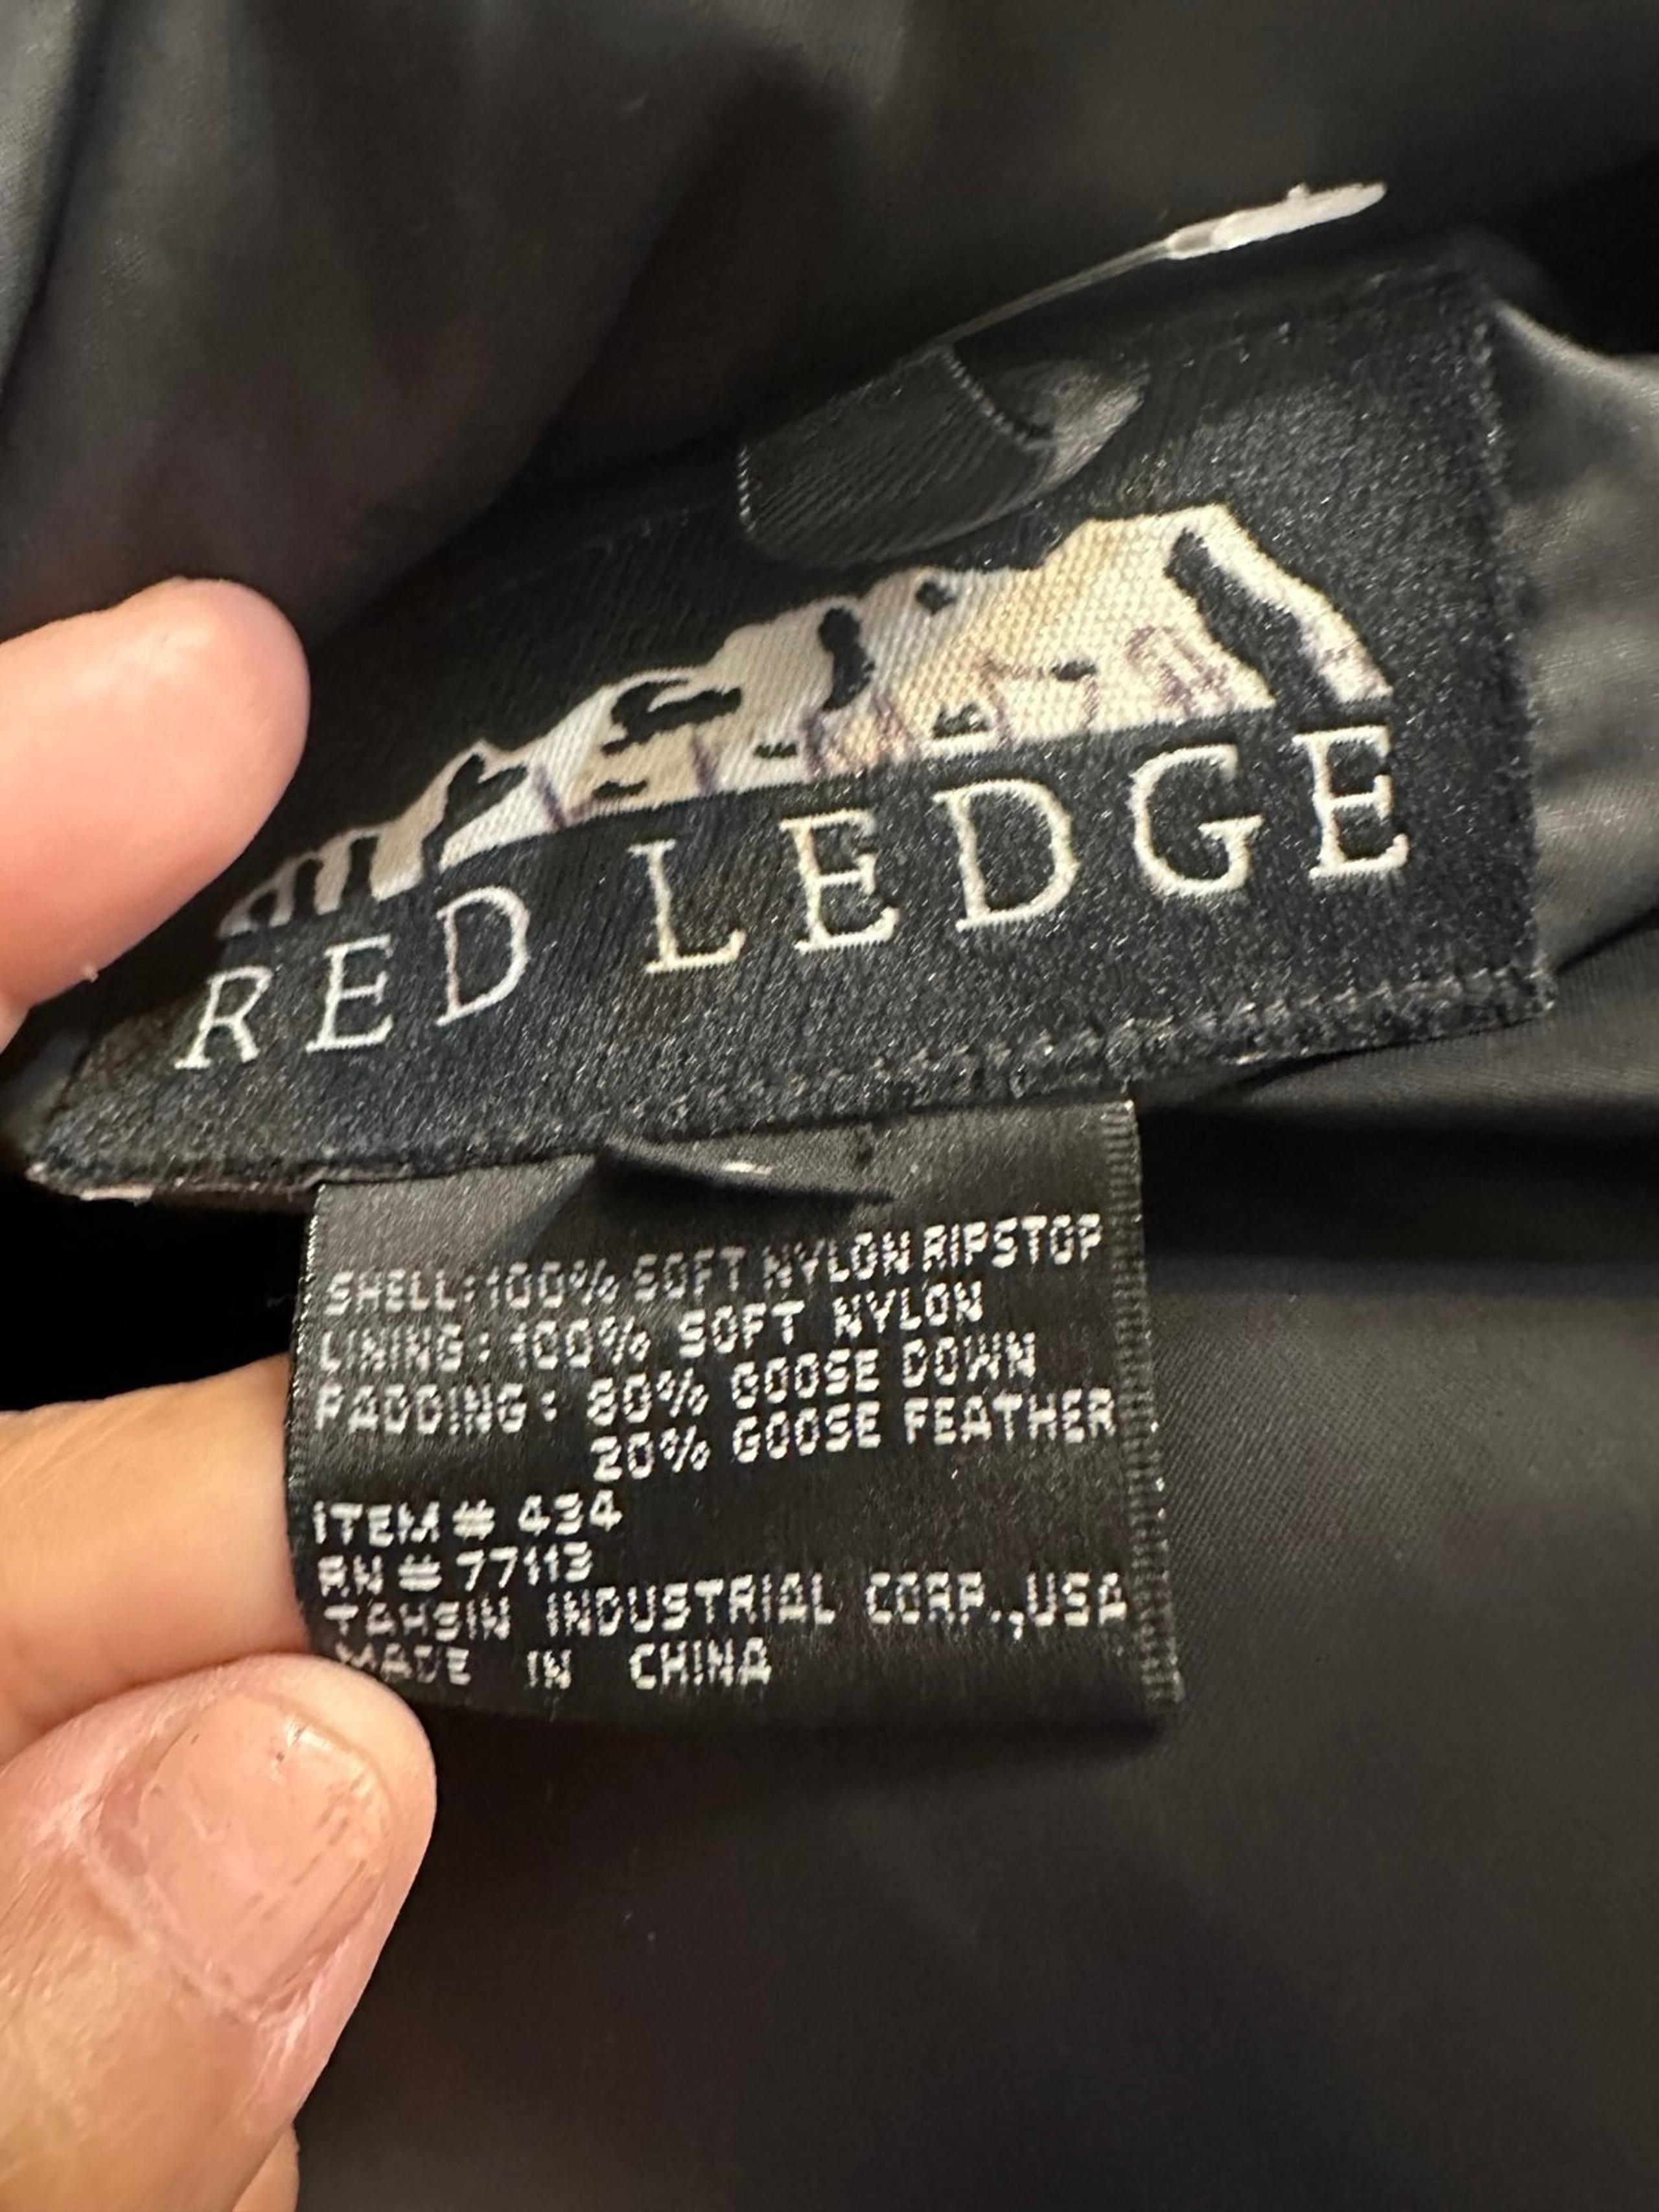 RED LEDGE
SHELL:100% SOFT NYLON RIPSTOP
LINING: 100% SOFT NYLON
PADDING: 80% GOOSE DOWN
20% GOOSE FEATHER
ITEM# 434
RN#77113
TAHSIN INDUSTRIAL CORP.,USA
MADE IN CHINA